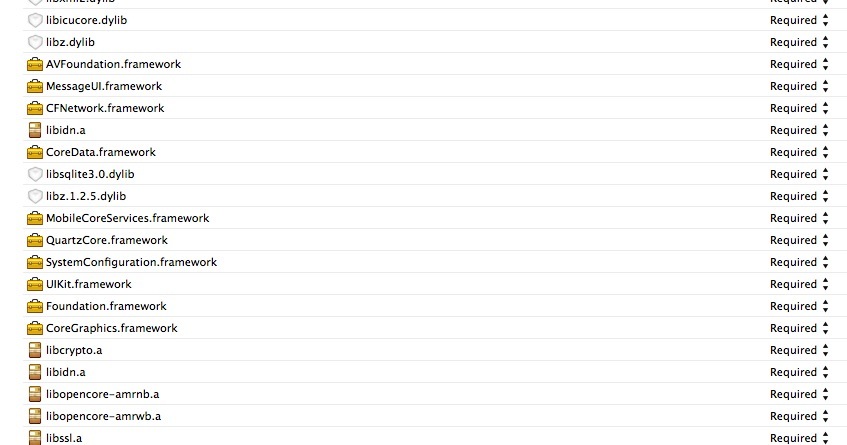 libxml2.dylib Required
libicucore.dylib Required
libz.dylib Required
AVFoundation.framework Required
MessageUI.framework Required
CFNetwork.framework Required
libidn.a Required
CoreData.framework Required
libsqlite3.0.dylib Required
libz.1.2.5.dylib Required
MobileCoreServices.framework Required
QuartzCore.framework Required
SystemConfiguration.framework Required
UIKit.framework Required
Foundation.framework Required
CoreGraphics.framework Required
libcrypto.a Required
libidn.a Required
libopencore-amrnb.a Required
libopencore-amrwb.a Required
libssl.a Required